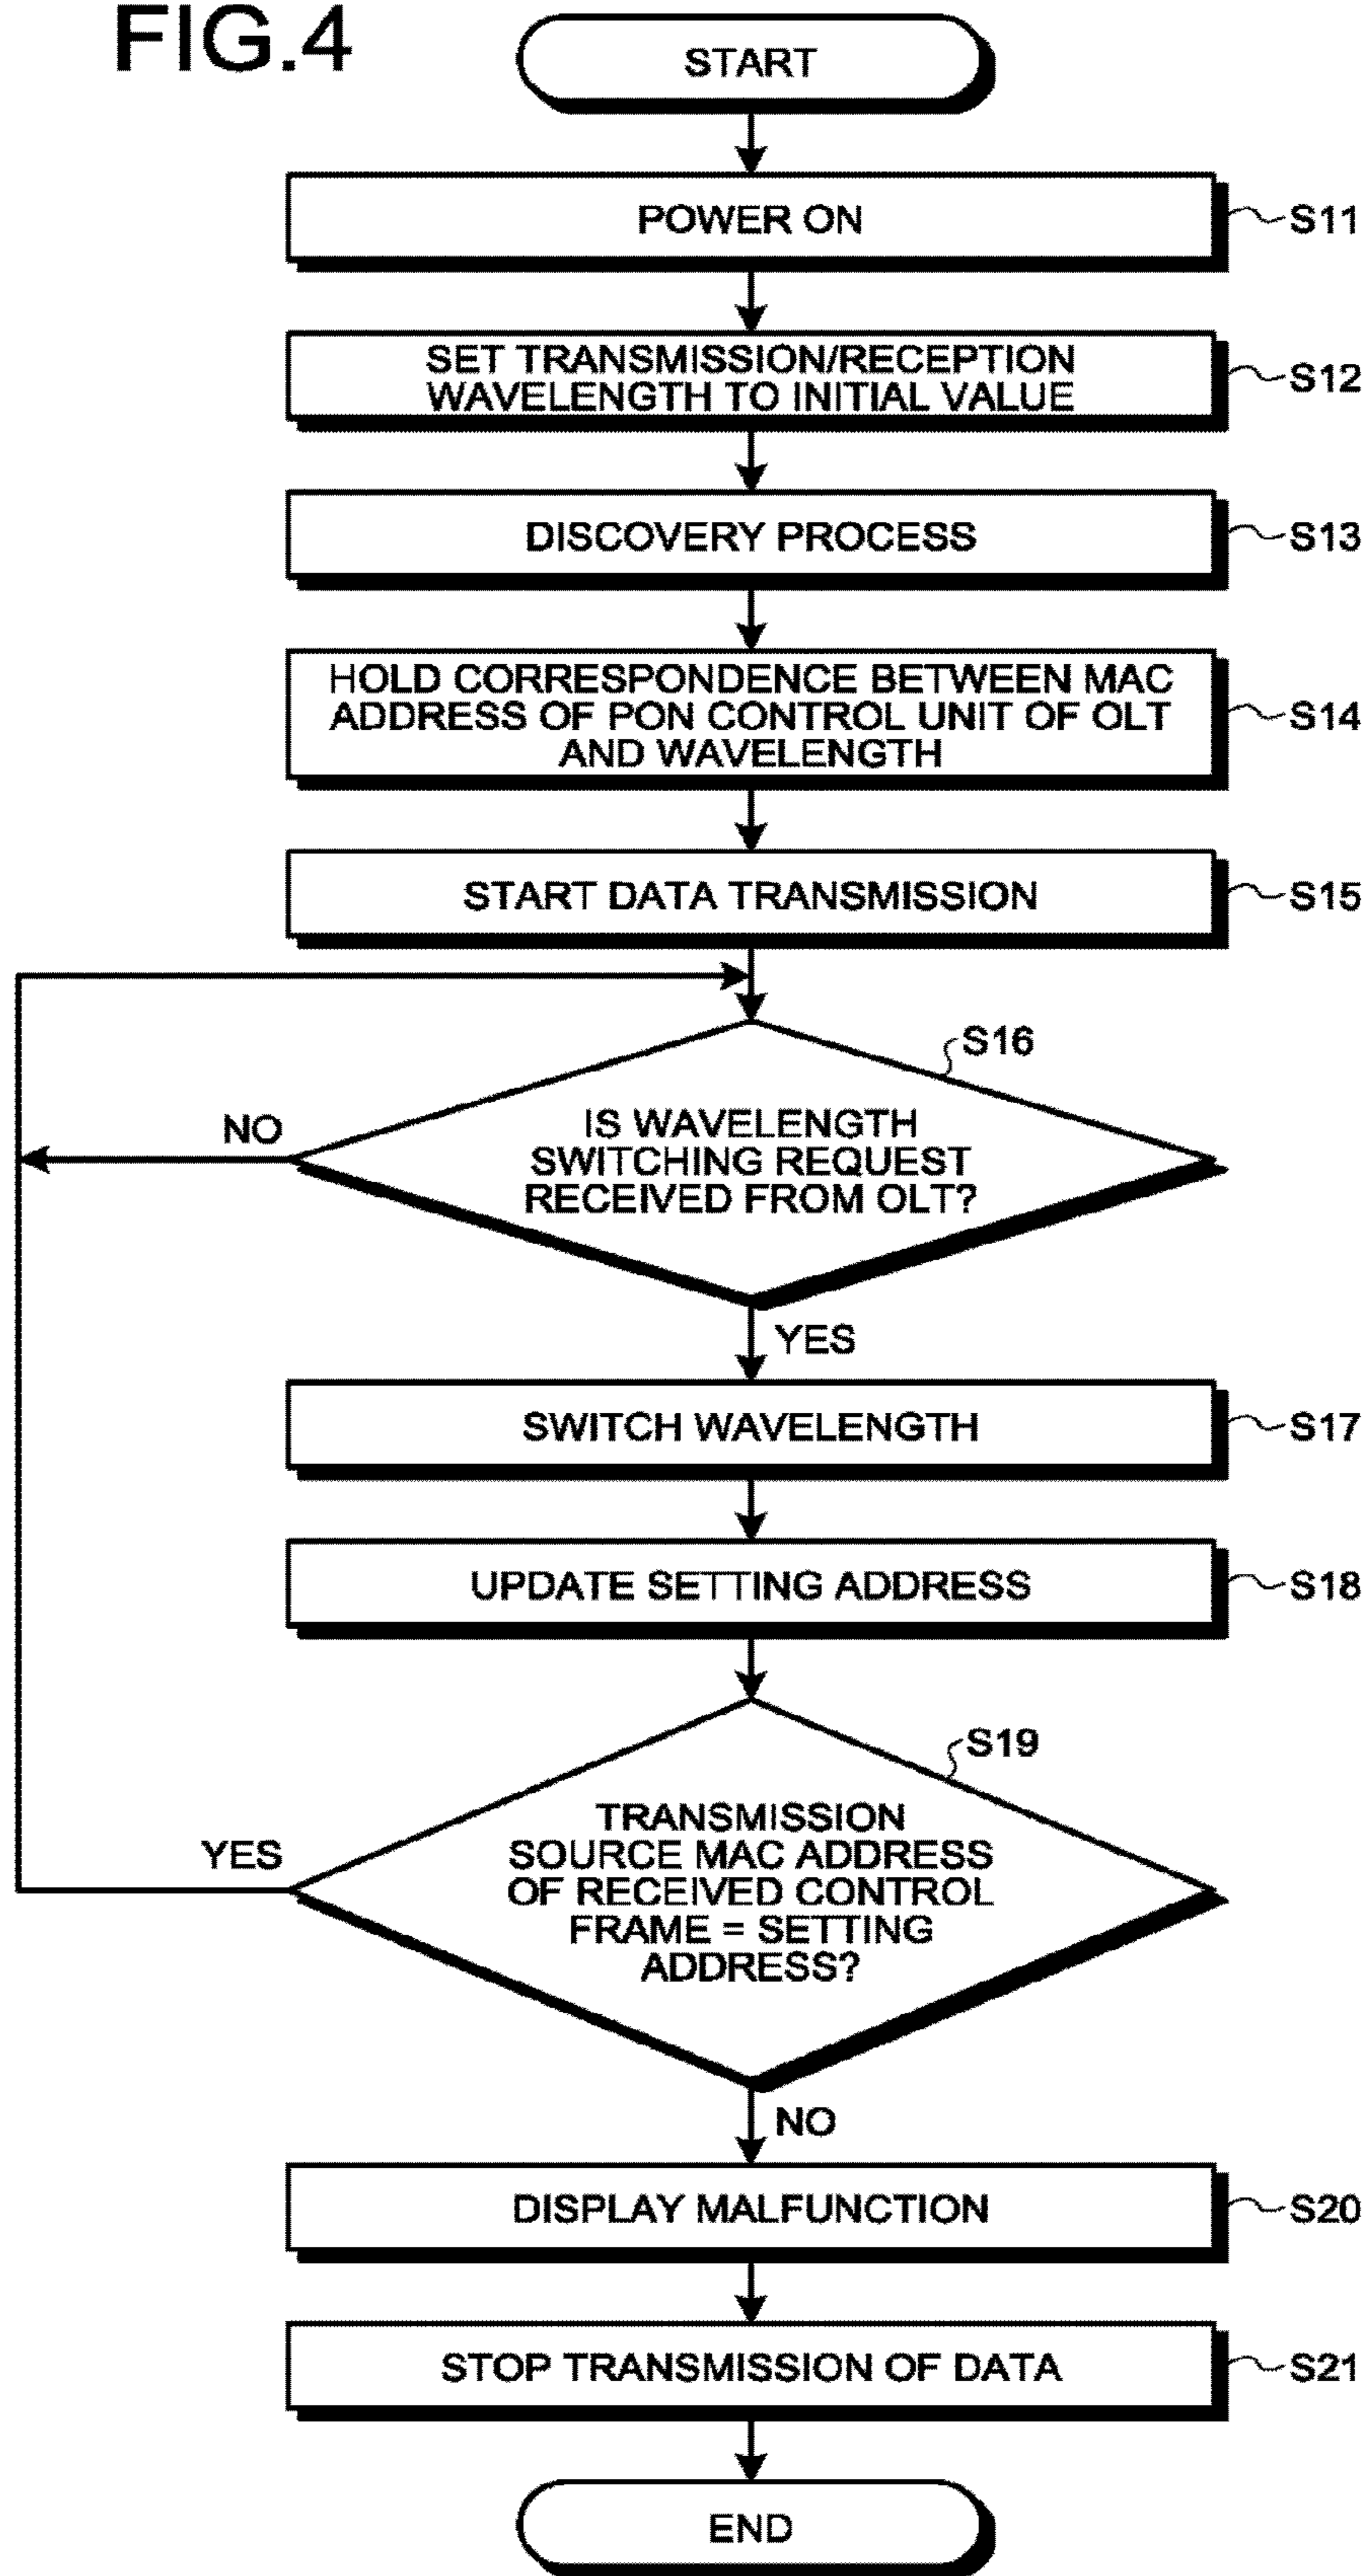 FIG.4
START
POWER ON
S11
SET TRANSMISSION/RECEPTION
WAVELENGTH TO INITIAL VALUE
S12
DISCOVERY PROCESS
S13
HOLD CORRESPONDENCE BETWEEN MAC
ADDRESS OF PON CONTROL UNIT OF OLT
AND WAVELENGTH
S14
START DATA TRANSMISSION
S15
S16
IS WAVELENGTH
SWITCHING REQUEST
RECEIVED FROM OLT?
NO
YES
SWITCH WAVELENGTH
S17
UPDATE SETTING ADDRESS
S18
S19
TRANSMISSION
SOURCE MAC ADDRESS
OF RECEIVED CONTROL
FRAME = SETTING
ADDRESS?
YES
NO
DISPLAY MALFUNCTION
S20
STOP TRANSMISSION OF DATA
S21
END